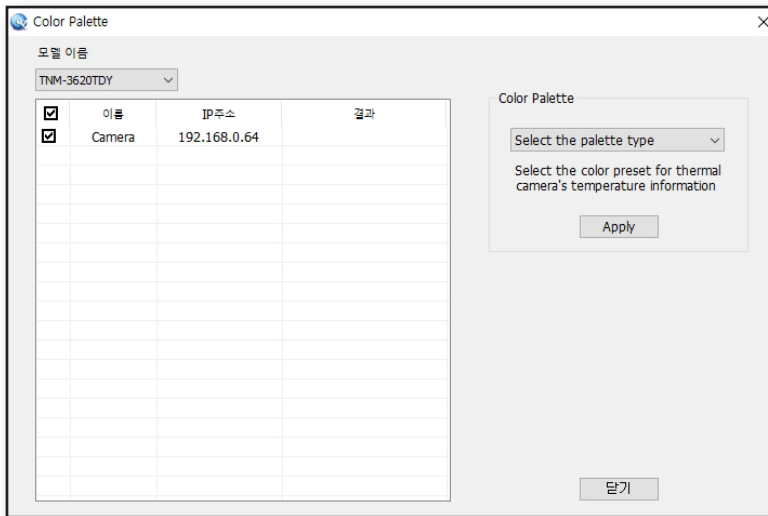 Color Palette
모델 이름
TNM-3620TDY
이름 IP주소 결과
Camera 192.168.0.64
Color Palette
Select the palette type
Select the color preset for thermal
camera's temperature information
Apply
닫기